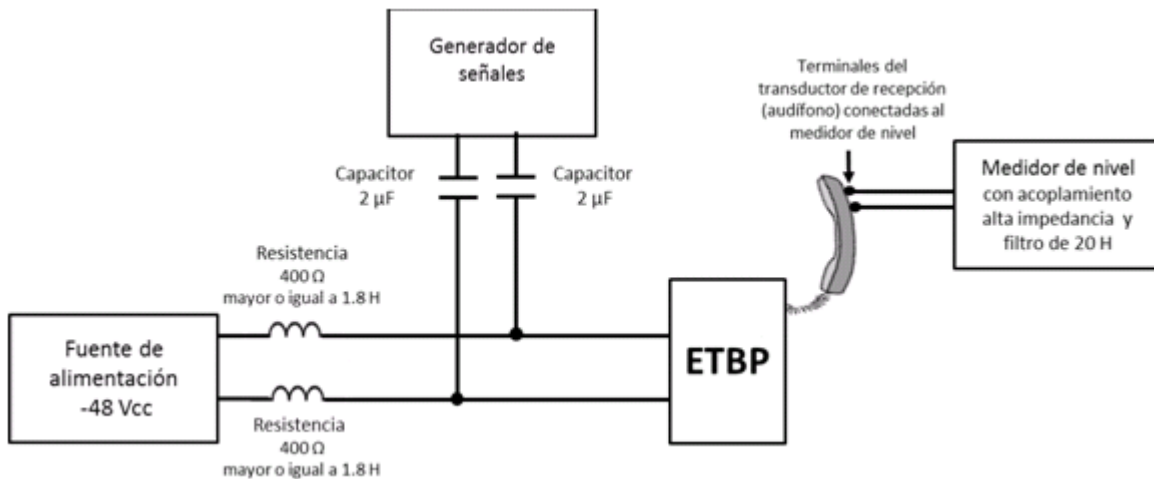 Generador de
señales
Terminales del
transductor de recepción
(audífono) conectadas al
medidor de nivel
Capacitor
2 µF
Capacitor
2 µF
Medidor de nivel
con acoplamiento
alta impedancia y
filtro de 20 H
Resistencia
400 Ω
mayor o igual a 1.8 H
Fuente de
alimentación
-48 Vcc
ETBP
Resistencia
400 Ω
mayor o igual a 1.8 H